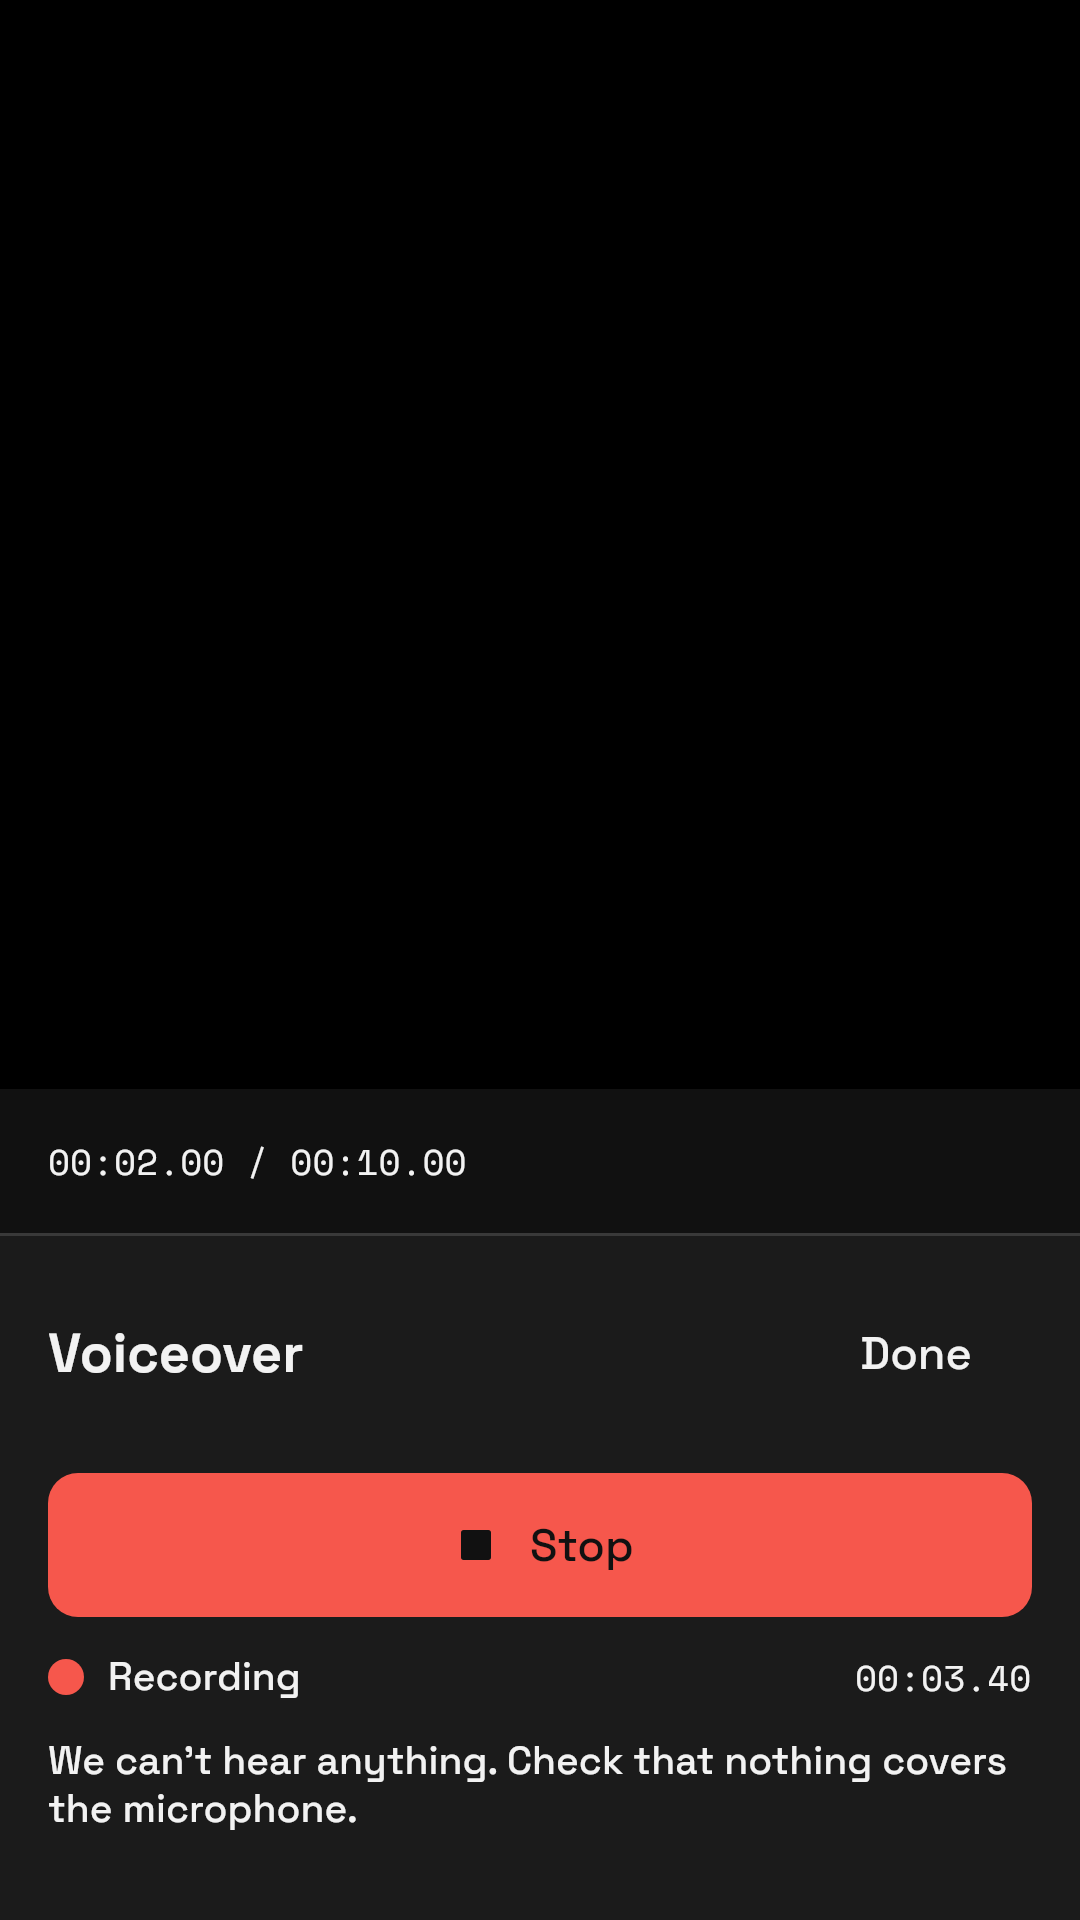 00:02.00 / 00:10.00
Voiceover
Done
Stop
Recording
00:03.40
We can’t hear anything. Check that nothing covers
the microphone.